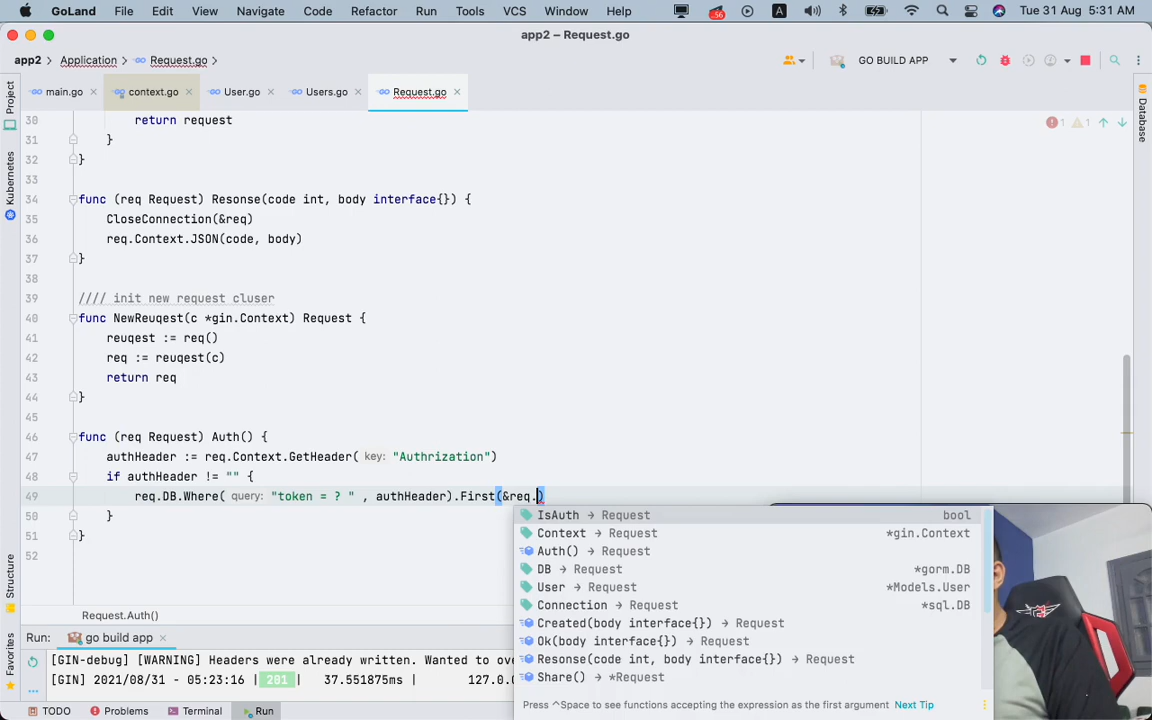 GoLand File Edit View Navigate Code Refactor Run Tools VCS Window Help 56 A Tue 31 Aug 5:31 AM
app2 – Request.go
app2 Application Request.go GO BUILD APP
main.go context.go User.go Users.go Request.go
Project
Kubernetes
Structure
Favorites
Database
1 1
30 return request
31 }
32 }
33
34 func (req Request) Resonse(code int, body interface{}) {
35 CloseConnection(&req)
36 req.Context.JSON(code, body)
37 }
38
39 //// init new request cluser
40 func NewReuqest(c *gin.Context) Request {
41 reuqest := req()
42 req := reuqest(c)
43 return req
44 }
45
46 func (req Request) Auth() {
47 authHeader := req.Context.GetHeader( key: "Authrization")
48 if authHeader != "" {
49 req.DB.Where( query: "token = ? " , authHeader).First(&req.)
50 }
51 }
52
IsAuth → Request bool
Context → Request *gin.Context
Auth() → Request
DB → Request *gorm.DB
User → Request *Models.User
Connection → Request *sql.DB
Created(body interface{}) → Request
Ok(body interface{}) → Request
Resonse(code int, body interface{}) → Request
Share() → *Request
Press ^Space to see functions accepting the expression as the first argument Next Tip
Request.Auth()
Run: go build app
[GIN-debug] [WARNING] Headers were already written. Wanted to ov
[GIN] 2021/08/31 - 05:23:16 | 201 | 37.551875ms | 127.0.0
TODO Problems Terminal Run